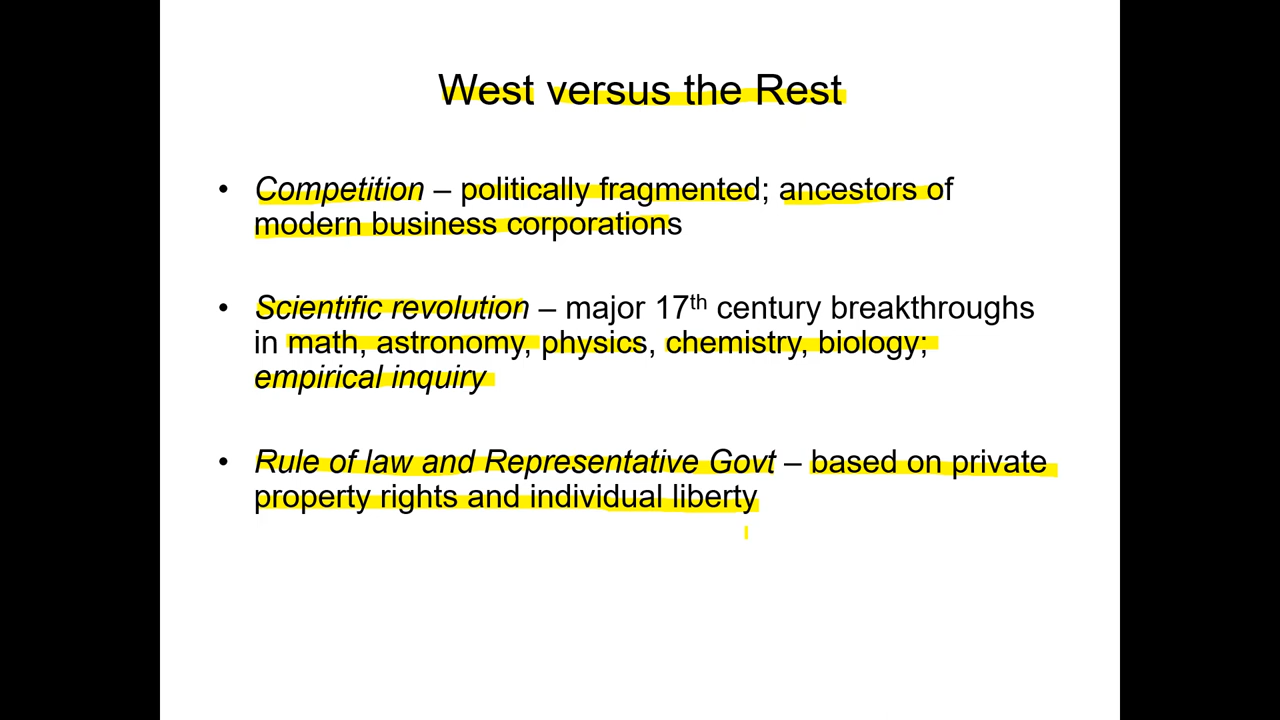 West versus the Rest
• Competition – politically fragmented; ancestors of
modern business corporations
• Scientific revolution – major 17th century breakthroughs
in math, astronomy, physics, chemistry, biology;
empirical inquiry
• Rule of law and Representative Govt – based on private
property rights and individual liberty